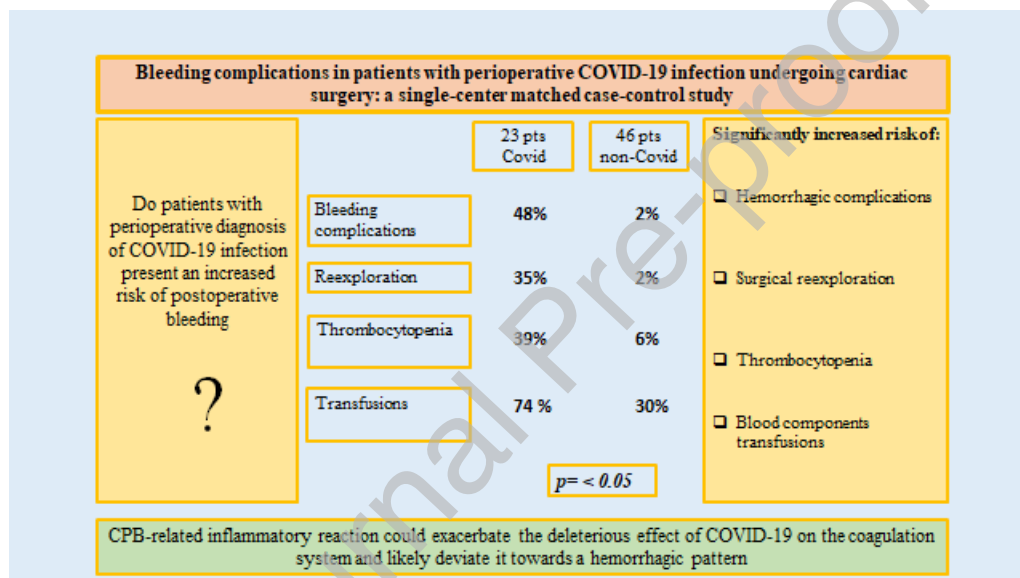 Bleeding complications in patients with perioperative COVID-19 infection undergoing cardiac
surgery: a single-center matched case-control study
Do patients with
perioperative diagnosis
of COVID-19 infection
present an increased
risk of postoperative
bleeding
?
23 pts
Covid
46 pts
non-Covid
Bleeding
complications
48%
2%
Reexploration
35%
2%
Thrombocytopenia
39%
6%
Transfusions
74 %
30%
p= < 0.05
Significantly increased risk of:
Hemorrhagic complications
Surgical reexploration
Thrombocytopenia
Blood components
transfusions
CPB-related inflammatory reaction could exacerbate the deleterious effect of COVID-19 on the coagulation
system and likely deviate it towards a hemorrhagic pattern
urnal Pre-proo